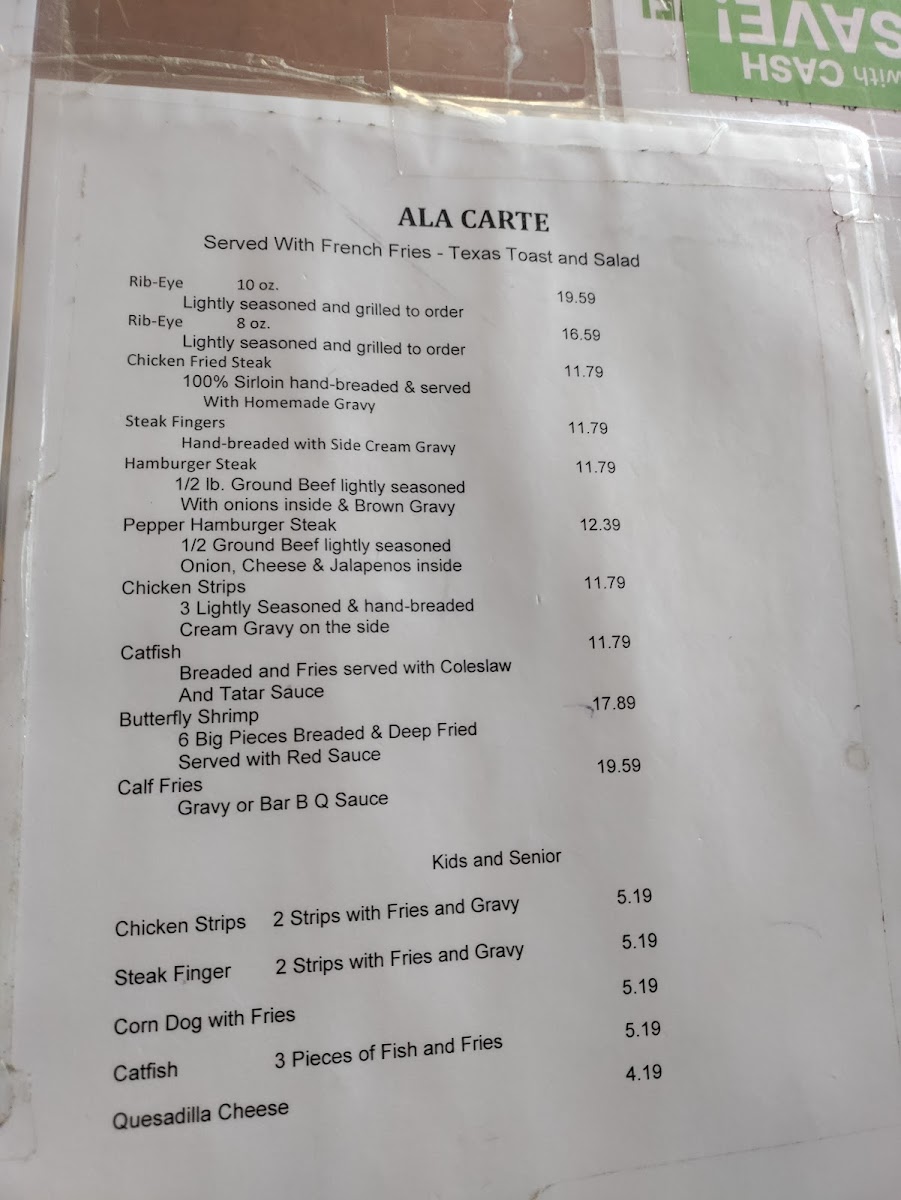 with CASH
SAVE!
ALA CARTE
Served With French Fries - Texas Toast and Salad
Rib-Eye 10 oz. 19.59
Lightly seasoned and grilled to order
Rib-Eye 8 oz. 16.59
Lightly seasoned and grilled to order
Chicken Fried Steak 11.79
100% Sirloin hand-breaded & served
With Homemade Gravy
Steak Fingers 11.79
Hand-breaded with Side Cream Gravy
Hamburger Steak 11.79
1/2 lb. Ground Beef lightly seasoned
With onions inside & Brown Gravy
Pepper Hamburger Steak 12.39
1/2 Ground Beef lightly seasoned
Onion, Cheese & Jalapenos inside
Chicken Strips 11.79
3 Lightly Seasoned & hand-breaded
Cream Gravy on the side
Catfish 11.79
Breaded and Fries served with Coleslaw
And Tatar Sauce
Butterfly Shrimp 17.89
6 Big Pieces Breaded & Deep Fried
Served with Red Sauce
Calf Fries 19.59
Gravy or Bar B Q Sauce
Kids and Senior
Chicken Strips 2 Strips with Fries and Gravy 5.19
Steak Finger 2 Strips with Fries and Gravy 5.19
Corn Dog with Fries 5.19
Catfish 3 Pieces of Fish and Fries 5.19
Quesadilla Cheese 4.19